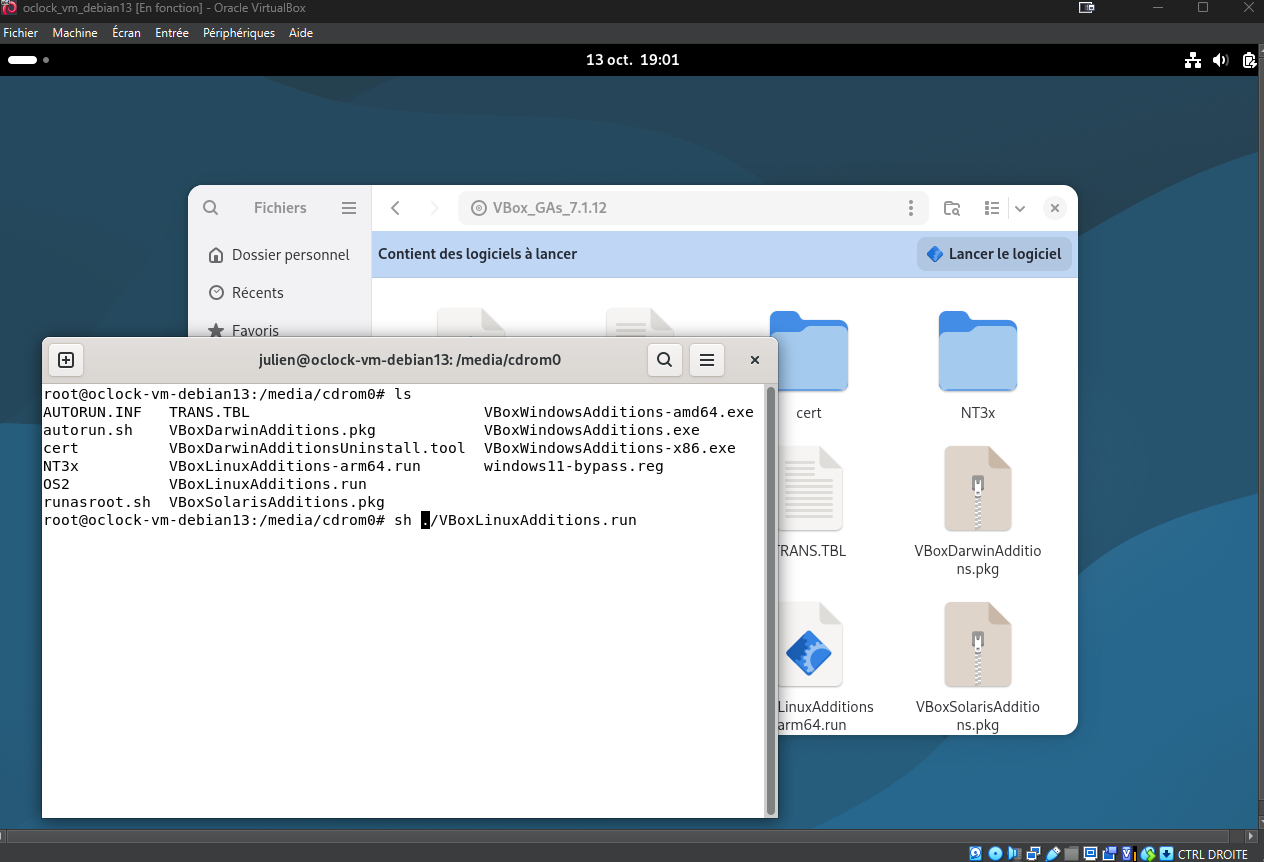 oclock_vm_debian13 [En fonction] - Oracle VirtualBox
Fichier Machine Écran Entrée Périphériques Aide
13 oct. 19:01
Fichiers
VBox_GAs_7.1.12
Dossier personnel
Récents
Favoris
Contient des logiciels à lancer
Lancer le logiciel
cert
NT3x
TRANS.TBL
VBoxDarwinAdditio
ns.pkg
LinuxAdditions
arm64.run
VBoxSolarisAdditio
ns.pkg
julien@oclock-vm-debian13: /media/cdrom0
root@oclock-vm-debian13:/media/cdrom0# ls
AUTORUN.INF TRANS.TBL VBoxWindowsAdditions-amd64.exe
autorun.sh VBoxDarwinAdditions.pkg VBoxWindowsAdditions.exe
cert VBoxDarwinAdditionsUninstall.tool VBoxWindowsAdditions-x86.exe
NT3x VBoxLinuxAdditions-arm64.run windows11-bypass.reg
OS2 VBoxLinuxAdditions.run
runasroot.sh VBoxSolarisAdditions.pkg
root@oclock-vm-debian13:/media/cdrom0# sh ./VBoxLinuxAdditions.run
CTRL DROITE